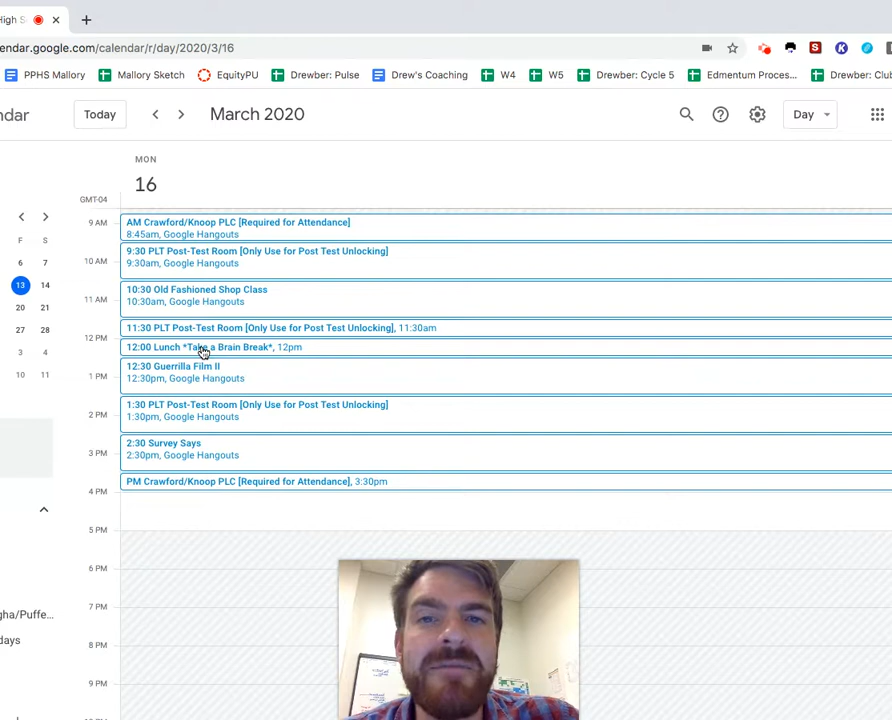 High S
endar.google.com/calendar/r/day/2020/3/16
PPHS Mallory
Mallory Sketch
EquityPU
Drewber: Pulse
Drew's Coaching
W4
W5
Drewber: Cycle 5
Edmentum Proces...
Drewber: Clu
ndar
Today
March 2020
Day
MON
16
GMT-04
F S
6 7
13 14
20 21
27 28
3 4
10 11
gha/Puffe...
days
9 AM
10 AM
11 AM
12 PM
1 PM
2 PM
3 PM
4 PM
5 PM
6 PM
7 PM
8 PM
9 PM
AM Crawford/Knoop PLC [Required for Attendance]
8:45am, Google Hangouts
9:30 PLT Post-Test Room [Only Use for Post Test Unlocking]
9:30am, Google Hangouts
10:30 Old Fashioned Shop Class
10:30am, Google Hangouts
11:30 PLT Post-Test Room [Only Use for Post Test Unlocking], 11:30am
12:00 Lunch *Take a Brain Break*, 12pm
12:30 Guerrilla Film II
12:30pm, Google Hangouts
1:30 PLT Post-Test Room [Only Use for Post Test Unlocking]
1:30pm, Google Hangouts
2:30 Survey Says
2:30pm, Google Hangouts
PM Crawford/Knoop PLC [Required for Attendance], 3:30pm